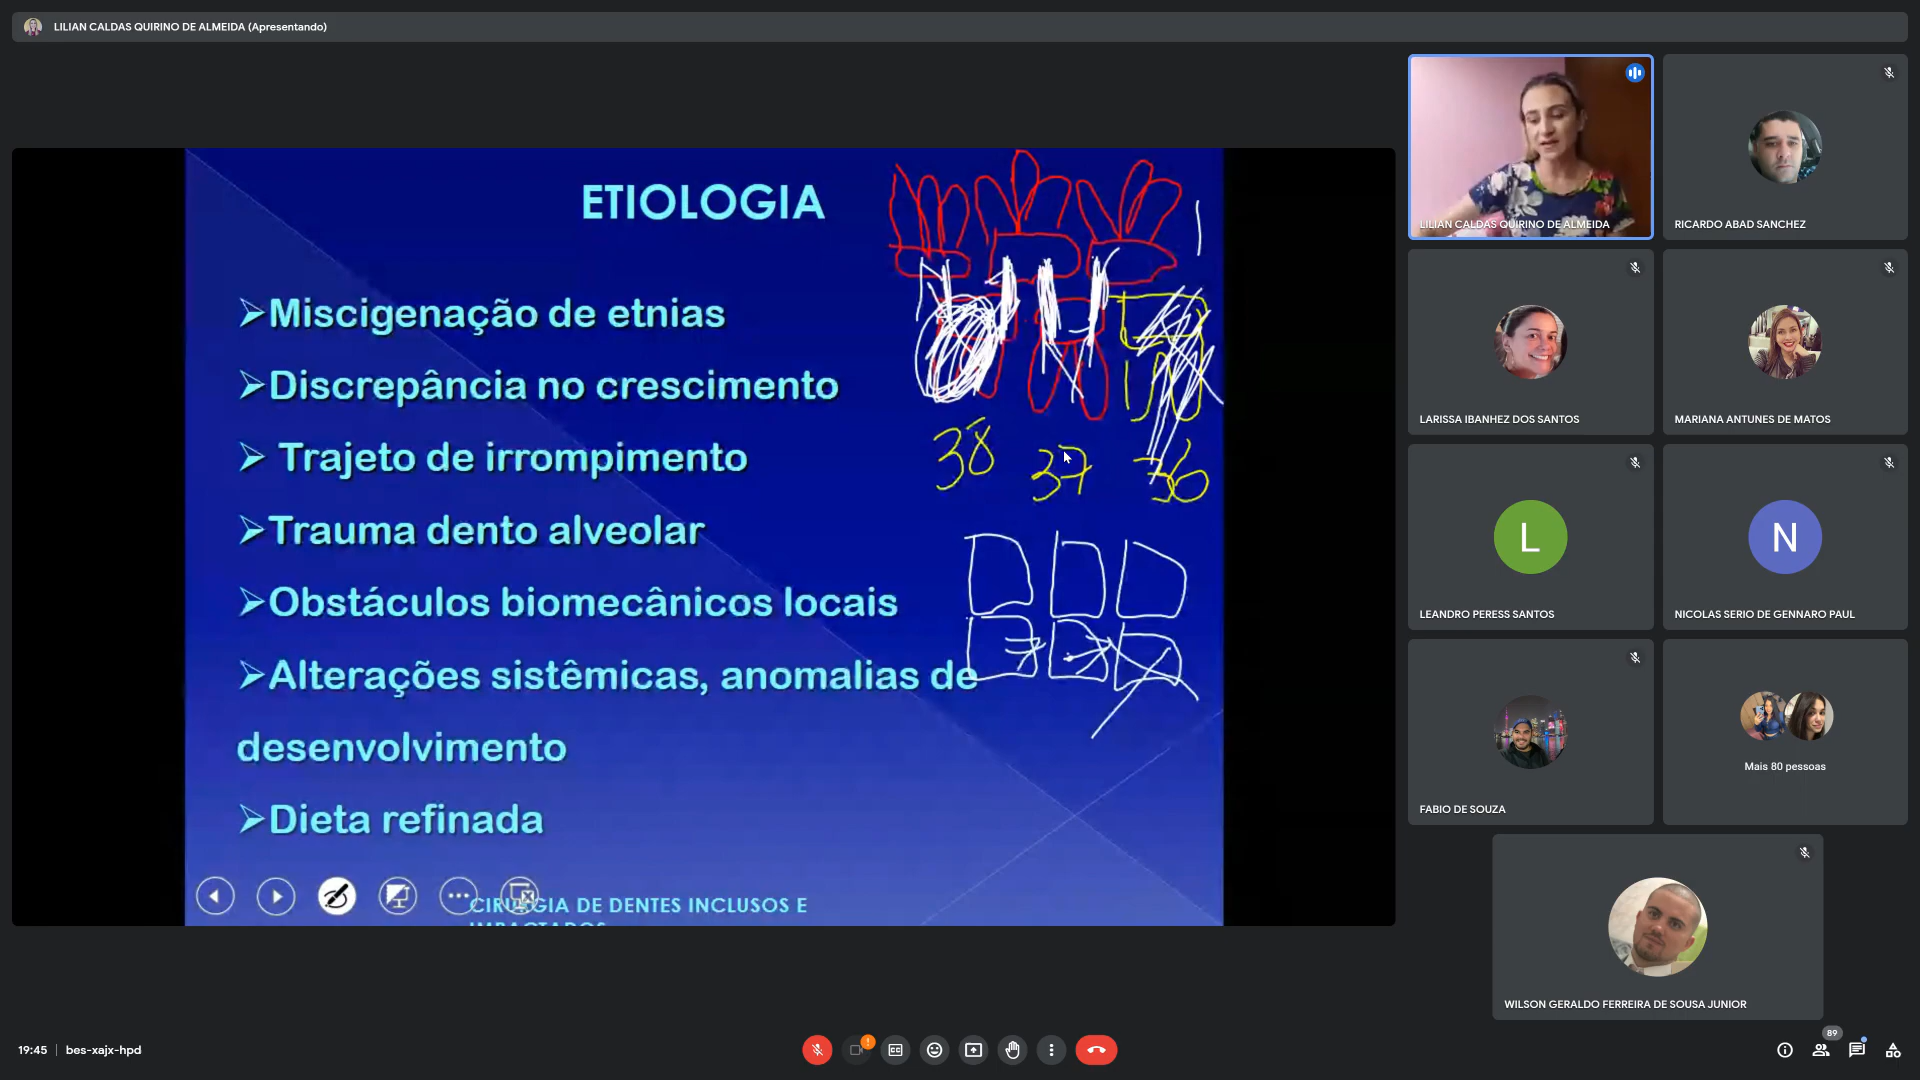 LILIAN CALDAS QUIRINO DE ALMEIDA (Apresentando)
ETIOLOGIA
➢Miscigenação de etnias
➢Discrepância no crescimento
➢ Trajeto de irrompimento
➢Trauma dento alveolar
➢Obstáculos biomecânicos locais
➢Alterações sistêmicas, anomalias de
desenvolvimento
➢Dieta refinada
38 37 36
CIRURGIA DE DENTES INCLUSOS E
IMPACTADOS
LILIAN CALDAS QUIRINO DE ALMEIDA
RICARDO ABAD SANCHEZ
LARISSA IBANHEZ DOS SANTOS
MARIANA ANTUNES DE MATOS
L
LEANDRO PERESS SANTOS
N
NICOLAS SERIO DE GENNARO PAUL
FABIO DE SOUZA
Mais 80 pessoas
WILSON GERALDO FERREIRA DE SOUSA JUNIOR
19:45 | bes-xajx-hpd
89